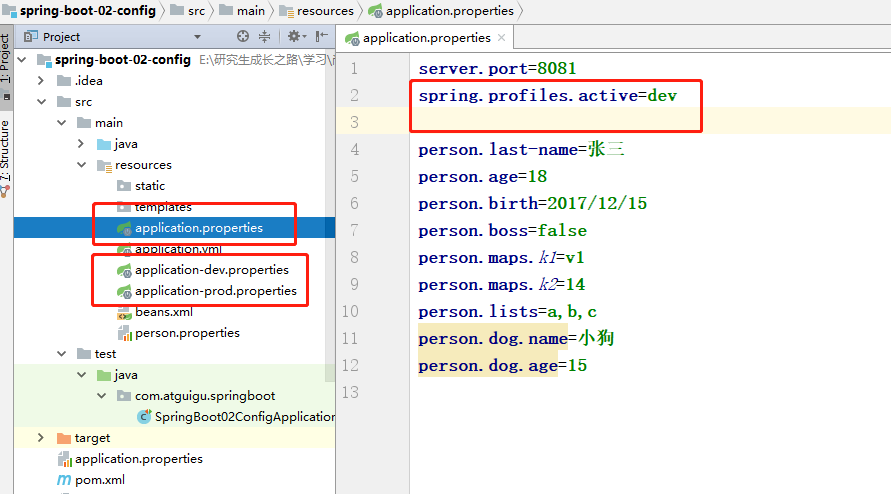 spring-boot-02-config src main resources application.properties
1: Project
Z: Structure
Project
spring-boot-02-config E:\研究生成长之路\学习\
.idea
src
main
java
resources
static
templates
application.properties
application.yml
application-dev.properties
application-prod.properties
beans.xml
person.properties
test
java
com.atguigu.springboot
SpringBoot02ConfigApplication
target
application.properties
pom.xml
application.properties
1 server.port=8081
2 spring.profiles.active=dev
3
4 person.last-name=张三
5 person.age=18
6 person.birth=2017/12/15
7 person.boss=false
8 person.maps.k1=v1
9 person.maps.k2=14
10 person.lists=a,b,c
11 person.dog.name=小狗
12 person.dog.age=15
13